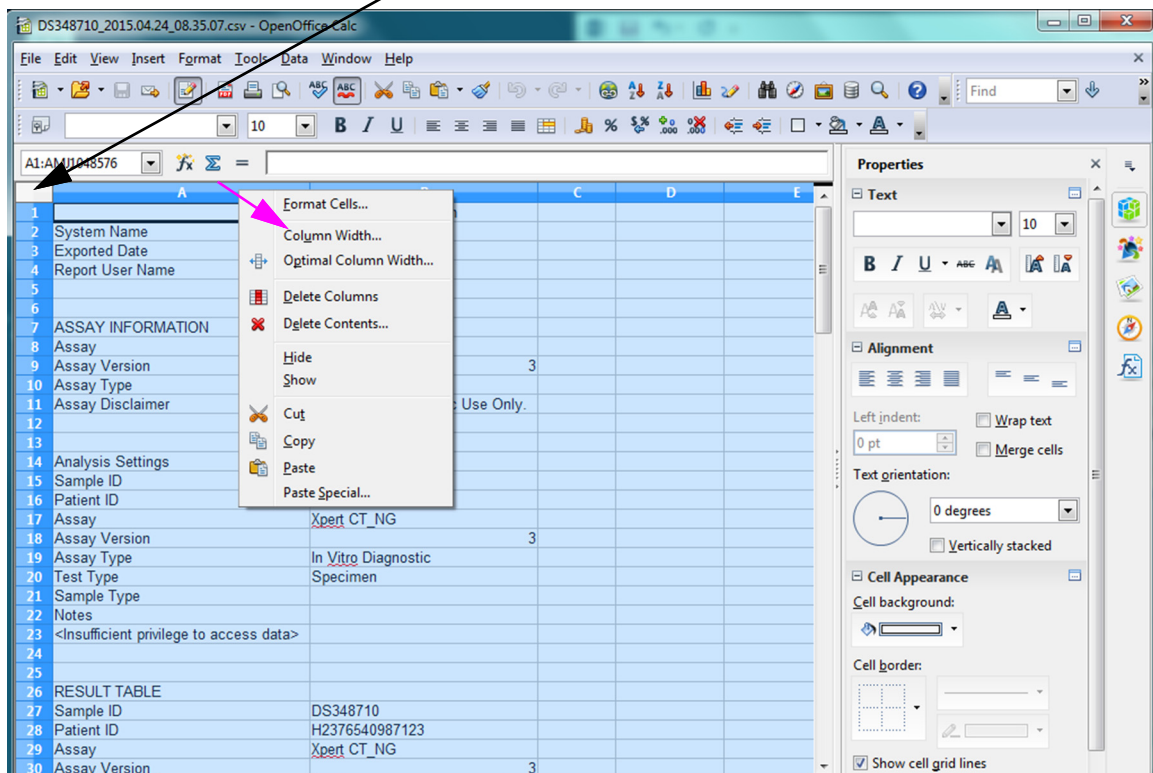 DS348710_2015.04.24_08.35.07.csv - OpenOffice Calc
File Edit View Insert Format Tools Data Window Help
Find
10
A1:AMJ1048576
A C D E
1
2 System Name
3 Exported Date
4 Report User Name
5
6
7 ASSAY INFORMATION
8 Assay
9 Assay Version 3
10 Assay Type
11 Assay Disclaimer Use Only.
12
13
14 Analysis Settings
15 Sample ID
16 Patient ID
17 Assay Xpert CT_NG
18 Assay Version 3
19 Assay Type In Vitro Diagnostic
20 Test Type Specimen
21 Sample Type
22 Notes
23 <Insufficient privilege to access data>
24
25
26 RESULT TABLE
27 Sample ID DS348710
28 Patient ID H2376540987123
29 Assay Xpert CT_NG
30 Assay Version 3
Format Cells...
Column Width...
Optimal Column Width...
Delete Columns
Delete Contents...
Hide
Show
Cut
Copy
Paste
Paste Special...
Properties
Text
10
Alignment
Left indent:
Wrap text
0 pt
Merge cells
Text orientation:
0 degrees
Vertically stacked
Cell Appearance
Cell background:
Cell border:
Show cell grid lines